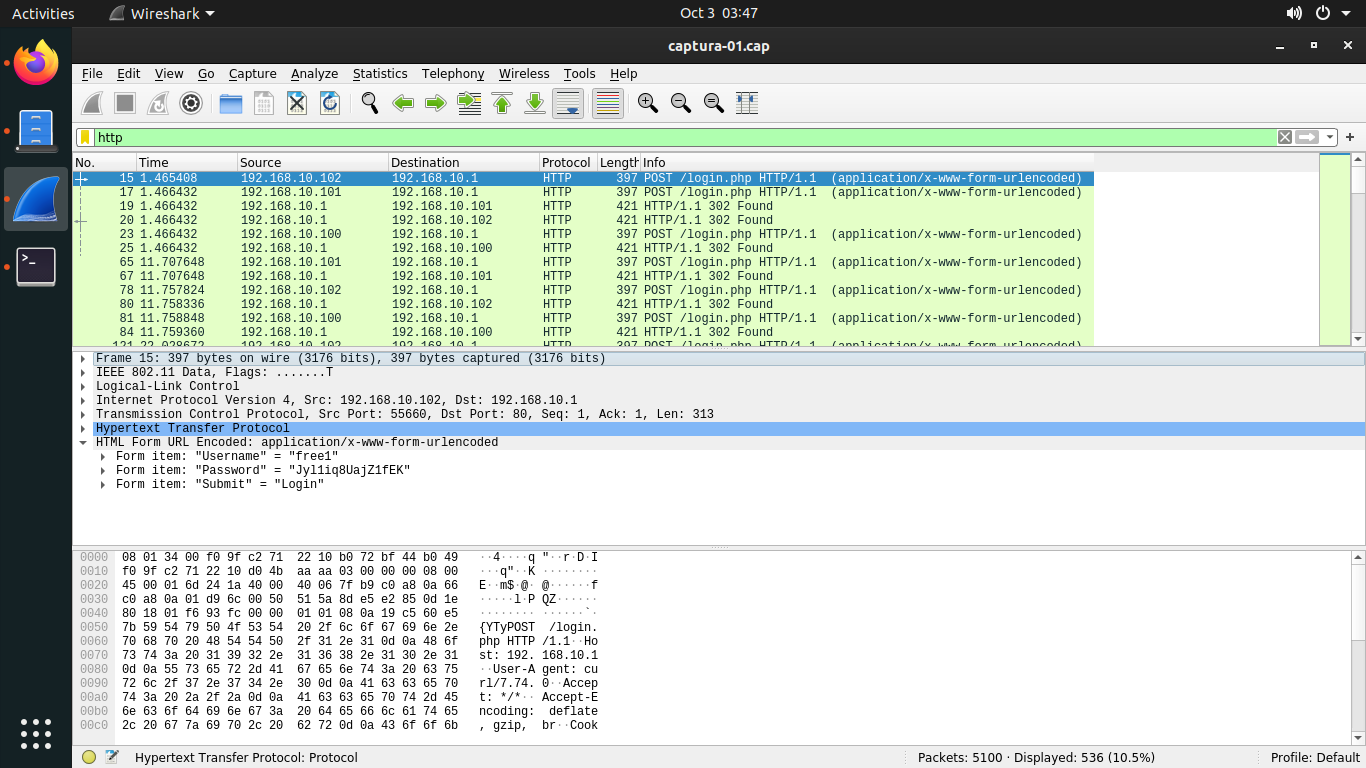 Activities Wireshark Oct 3 03:47
captura-01.cap
File Edit View Go Capture Analyze Statistics Telephony Wireless Tools Help
http
No. Time Source Destination Protocol Length Info
15 1.465408 192.168.10.102 192.168.10.1 HTTP 397 POST /login.php HTTP/1.1 (application/x-www-form-urlencoded)
17 1.466432 192.168.10.101 192.168.10.1 HTTP 397 POST /login.php HTTP/1.1 (application/x-www-form-urlencoded)
19 1.466432 192.168.10.1 192.168.10.101 HTTP 421 HTTP/1.1 302 Found
20 1.466432 192.168.10.1 192.168.10.102 HTTP 421 HTTP/1.1 302 Found
23 1.466432 192.168.10.100 192.168.10.1 HTTP 397 POST /login.php HTTP/1.1 (application/x-www-form-urlencoded)
25 1.466432 192.168.10.1 192.168.10.100 HTTP 421 HTTP/1.1 302 Found
65 11.707648 192.168.10.101 192.168.10.1 HTTP 397 POST /login.php HTTP/1.1 (application/x-www-form-urlencoded)
67 11.707648 192.168.10.1 192.168.10.101 HTTP 421 HTTP/1.1 302 Found
78 11.757824 192.168.10.102 192.168.10.1 HTTP 397 POST /login.php HTTP/1.1 (application/x-www-form-urlencoded)
80 11.758336 192.168.10.1 192.168.10.102 HTTP 421 HTTP/1.1 302 Found
81 11.758848 192.168.10.100 192.168.10.1 HTTP 397 POST /login.php HTTP/1.1 (application/x-www-form-urlencoded)
84 11.759360 192.168.10.1 192.168.10.100 HTTP 421 HTTP/1.1 302 Found
121 22.028672 192.168.10.102 192.168.10.1 HTTP 397 POST /login.php HTTP/1.1 (application/x-www-form-urlencoded)
Frame 15: 397 bytes on wire (3176 bits), 397 bytes captured (3176 bits)
IEEE 802.11 Data, Flags: .......T
Logical-Link Control
Internet Protocol Version 4, Src: 192.168.10.102, Dst: 192.168.10.1
Transmission Control Protocol, Src Port: 55660, Dst Port: 80, Seq: 1, Ack: 1, Len: 313
Hypertext Transfer Protocol
HTML Form URL Encoded: application/x-www-form-urlencoded
Form item: "Username" = "free1"
Form item: "Password" = "Jyl1iq8UajZ1fEK"
Form item: "Submit" = "Login"
0000 08 01 34 00 f0 9f c2 71 22 10 b0 72 bf 44 b0 49 ··4····q "··r·D·I
0010 f0 9f c2 71 22 10 d0 4b aa aa 03 00 00 00 08 00 ···q"··K ········
0020 45 00 01 6d 24 1a 40 00 40 06 7f b9 c0 a8 0a 66 E··m$·@· @······f
0030 c0 a8 0a 01 d9 6c 00 50 51 5a 8d e5 e2 85 0d 1e ·····l·P QZ······
0040 80 18 01 f6 93 fc 00 00 01 01 08 0a 19 c5 60 e5 ········ ······`·
0050 7b 59 54 79 50 4f 53 54 20 2f 6c 6f 67 69 6e 2e {YTyPOST /login.
0060 70 68 70 20 48 54 54 50 2f 31 2e 31 0d 0a 48 6f php HTTP /1.1··Ho
0070 73 74 3a 20 31 39 32 2e 31 36 38 2e 31 30 2e 31 st: 192. 168.10.1
0080 0d 0a 55 73 65 72 2d 41 67 65 6e 74 3a 20 63 75 ··User-A gent: cu
0090 72 6c 2f 37 2e 37 34 2e 30 0d 0a 41 63 63 65 70 rl/7.74. 0··Accep
00a0 74 3a 20 2a 2f 2a 0d 0a 41 63 63 65 70 74 2d 45 t: */*·· Accept-E
00b0 6e 63 6f 64 69 6e 67 3a 20 64 65 66 6c 61 74 65 ncoding: deflate
00c0 2c 20 67 7a 69 70 2c 20 62 72 0d 0a 43 6f 6f 6b , gzip, br··Cook
Hypertext Transfer Protocol: Protocol Packets: 5100 · Displayed: 536 (10.5%) Profile: Default